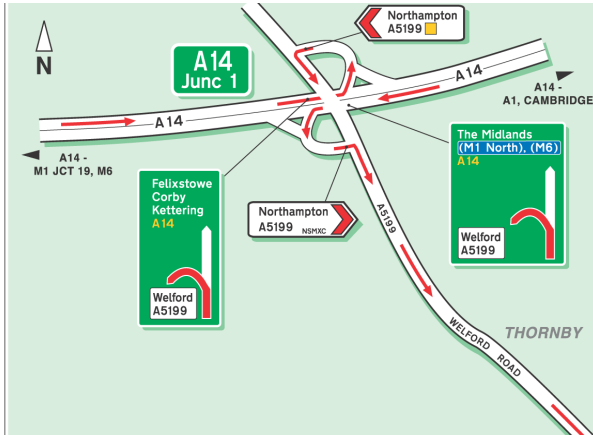 N
Northampton
A5199
A14
Junc 1
A14
A14 -
A1, CAMBRIDGE
A14
A14 -
M1 JCT 19, M6
The Midlands
(M1 North), (M6)
A14
Welford
A5199
Felixstowe
Corby
Kettering
A14
Welford
A5199
Northampton
A5199 NSMXC
A5199
WELFORD ROAD
THORNBY